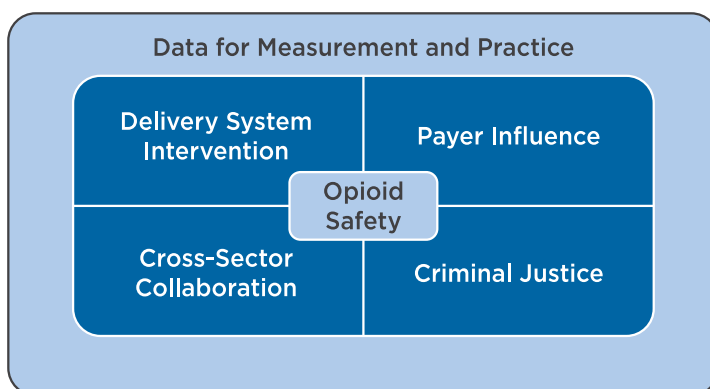 Data for Measurement and Practice
Delivery System
Intervention
Payer Influence
Opioid
Safety
Cross-Sector
Collaboration
Criminal Justice